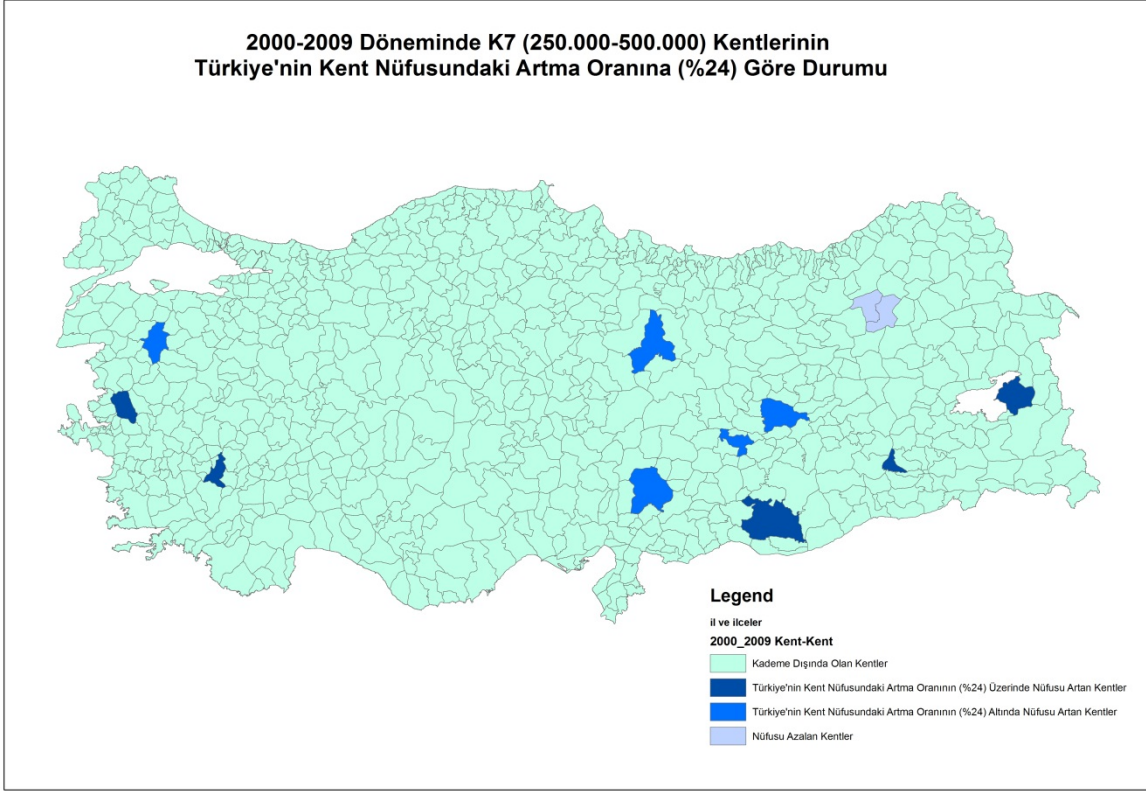 2000-2009 Döneminde K7 (250.000-500.000) Kentlerinin
Türkiye'nin Kent Nüfusundaki Artma Oranına (%24) Göre Durumu
Legend
il ve ilceler
2000_2009 Kent-Kent
Kademe Dışında Olan Kentler
Türkiye'nin Kent Nüfusundaki Artma Oranının (%24) Üzerinde Nüfusu Artan Kentler
Türkiye'nin Kent Nüfusundaki Artma Oranının (%24) Altında Nüfusu Artan Kentler
Nüfusu Azalan Kentler